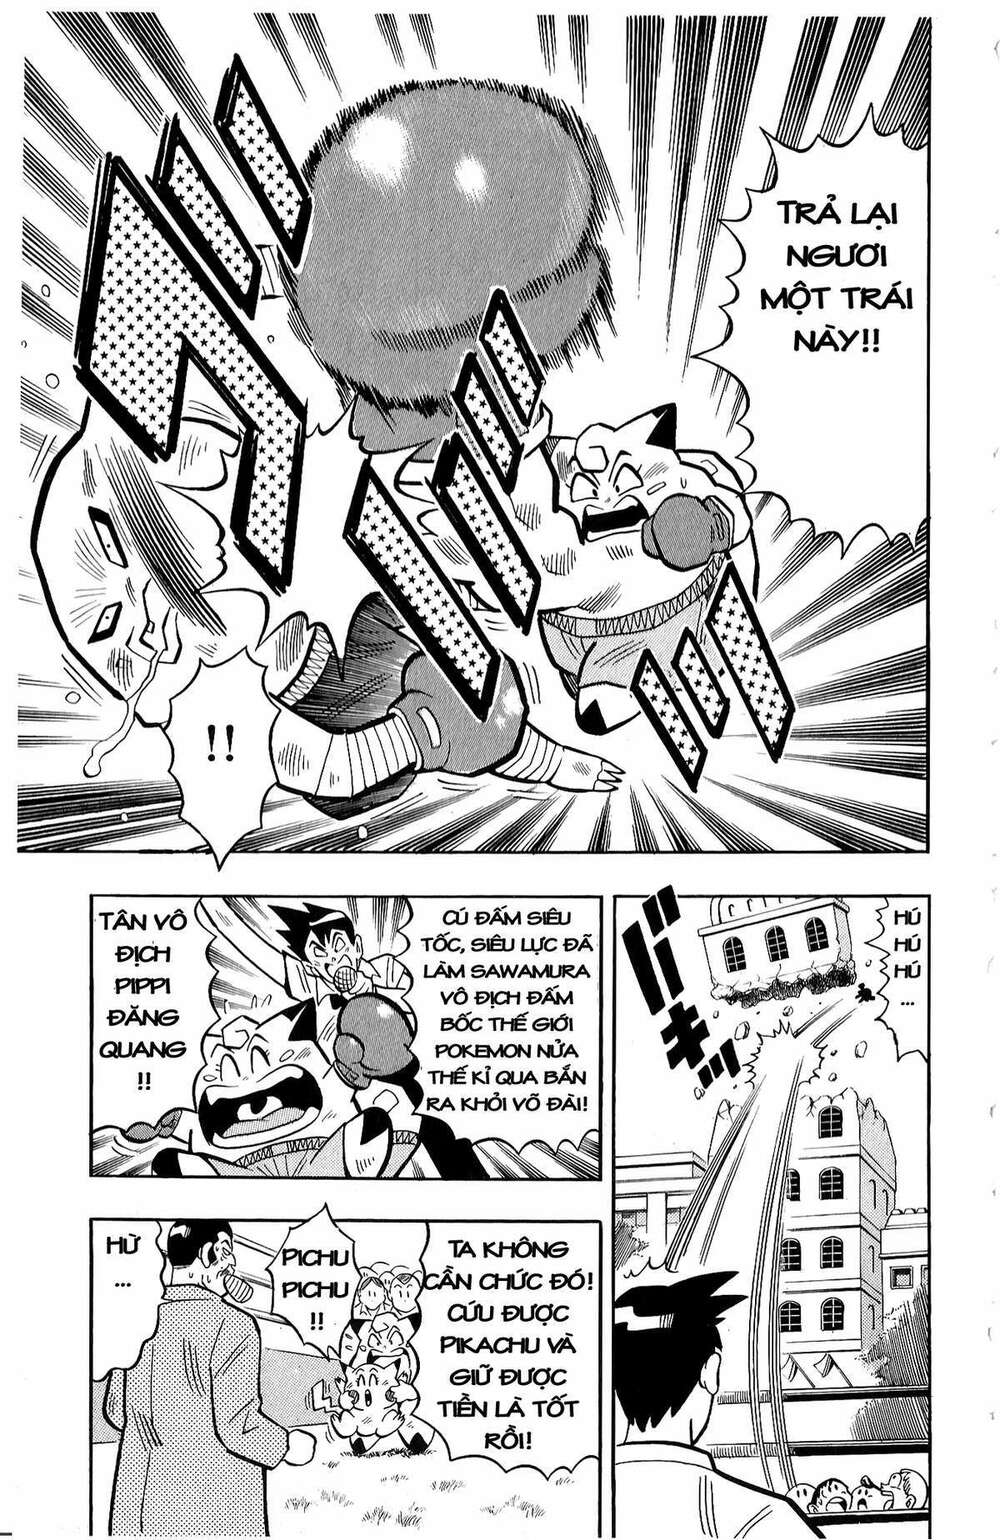 TRẢ LẠI
NGƯƠI
MỘT TRÁI
NÀY!!
!!
HÚ
HÚ
HÚ
...
CÚ ĐẤM SIÊU
TỐC, SIÊU LỰC ĐÃ
LÀM SAWAMURA
VÔ ĐỊCH ĐẤM
BỐC THẾ GIỚI
POKEMON NỬA
THẾ KỈ QUA BẮN
RA KHỎI VÕ ĐÀI!
TÂN VÔ
ĐỊCH
PIPPI
ĐĂNG
QUANG
!!
TA KHÔNG
CẦN CHỨC ĐÓ!
CỨU ĐƯỢC
PIKACHU VÀ
GIỮ ĐƯỢC
TIỀN LÀ TỐT
RỒI!
PICHU
PICHU
!!
HỪ
...